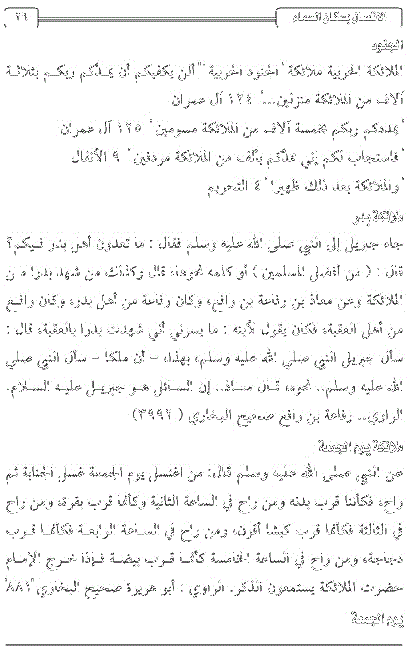 الاتصال بسكان السماء
٢٦
الجنود
الملائكة الحربية ملائكة "الجنود الحربية" "ألن يكفيكم أن يمدكم ربكم بثلاثة
آلاف من الملائكة منزلين..." ١٢٤ آل عمران
"يمددكم ربكم بخمسة آلاف من الملائكة مسومين" ١٢٥ آل عمران
"فاستجاب لكم إني ممدكم بألف من الملائكة مردفين" ٩ الأنفال
"والملائكة بعد ذلك ظهير" ٤ التحريم
ملائكة بدر
جاء جبريل إلى النبي صلى الله عليه وسلم فقال : ما تعدون أهل بدر فيكم؟
قال : ( من أفضل المسلمين ) أو كلمة نحوها، قال وكذلك من شهد بدرا من
الملائكة وعن معاذ بن رفاعة بن رافع، وكان رفاعة من أهل بدر، وكان رافع
من أهل العقبة، فكان يقول لابنه : ما يسرني أني شهدت بدرا بالعقبة، قال :
سأل جبريل النبي صلى الله عليه وسلم، بهذا، – أن ملكا – سأل النبي صلى
الله عليه وسلم.. نحوه، قال معاذ.. إن السائل هو جبريل عليه السلام.
الراوي.. رفاعة بن رافع صحيح البخاري ( ٣٩٩٢)
ملائكة يوم الجمعة
عن النبي صلى الله عليه وسلم قال: من اغتسل يوم الجمعة غسل الجنابة ثم
راح، فكأنما قرب بدنة ومن راح في الساعة الثانية وكأنما قرب بقرة، ومن راح
في الثالثة فكأنما قرب كبشا أقرن، ومن راح في الساعة الرابعة فكأنما قرب
دجاجة، ومن راح في الساعة الخامسة كأنما قرب بيضة فإذا خرج الإمام
حضرت الملائكة يستمعون الذكر. الراوي : أبو هريرة صحيح البخاري "٨٨١"
يوم الجمعة